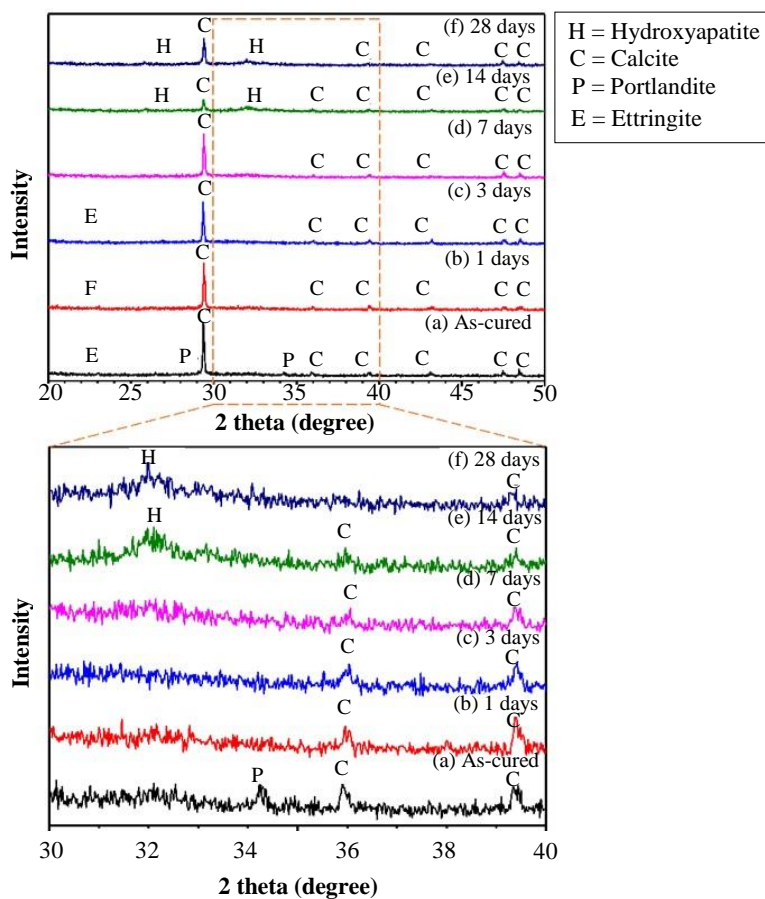 C (f) 28 days
H H C C C C
C (e) 14 days
H H C C C C
C (d) 7 days
C C C C C
C (c) 3 days
E C C C C C
C (b) 1 days
F C C C C C
C (a) As-cured
E P P C C C C C
20 25 30 35 40 45 50
2 theta (degree)
Intensity
H = Hydroxyapatite
C = Calcite
P = Portlandite
E = Ettringite
H (f) 28 days
C
H (e) 14 days
C C
(d) 7 days
C C
(c) 3 days
C C
(b) 1 days
C C
(a) As-cured
P C C
30 32 34 36 38 40
2 theta (degree)
Intensity